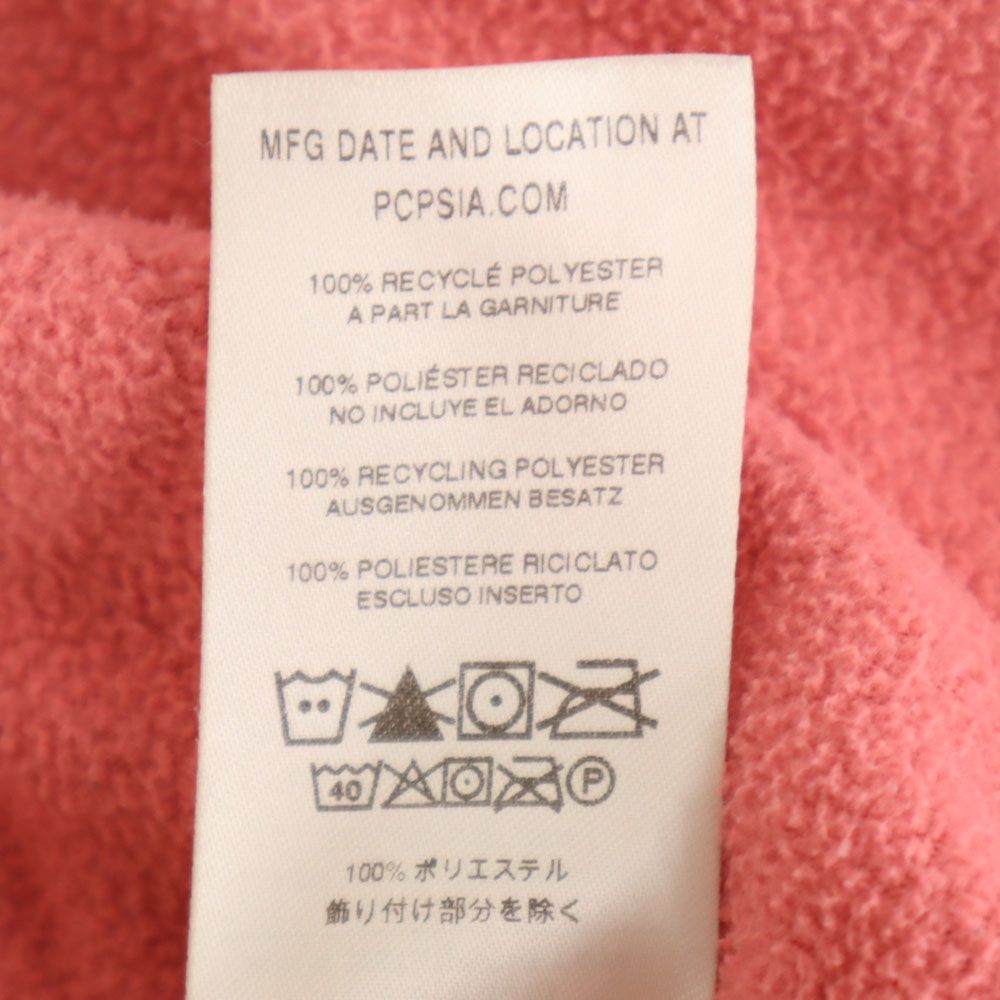 MFG DATE AND LOCATION AT
PCPSIA.COM
100% RECYCLÉ POLYESTER
A PART LA GARNITURE
100% POLIÉSTER RECICLADO
NO INCLUYE EL ADORNO
100% RECYCLING POLYESTER
AUSGENOMMEN BESATZ
100% POLIESTERE RICICLATO
ESCLUSO INSERTO
40 P
100% ポリエステル
飾り付け部分を除く